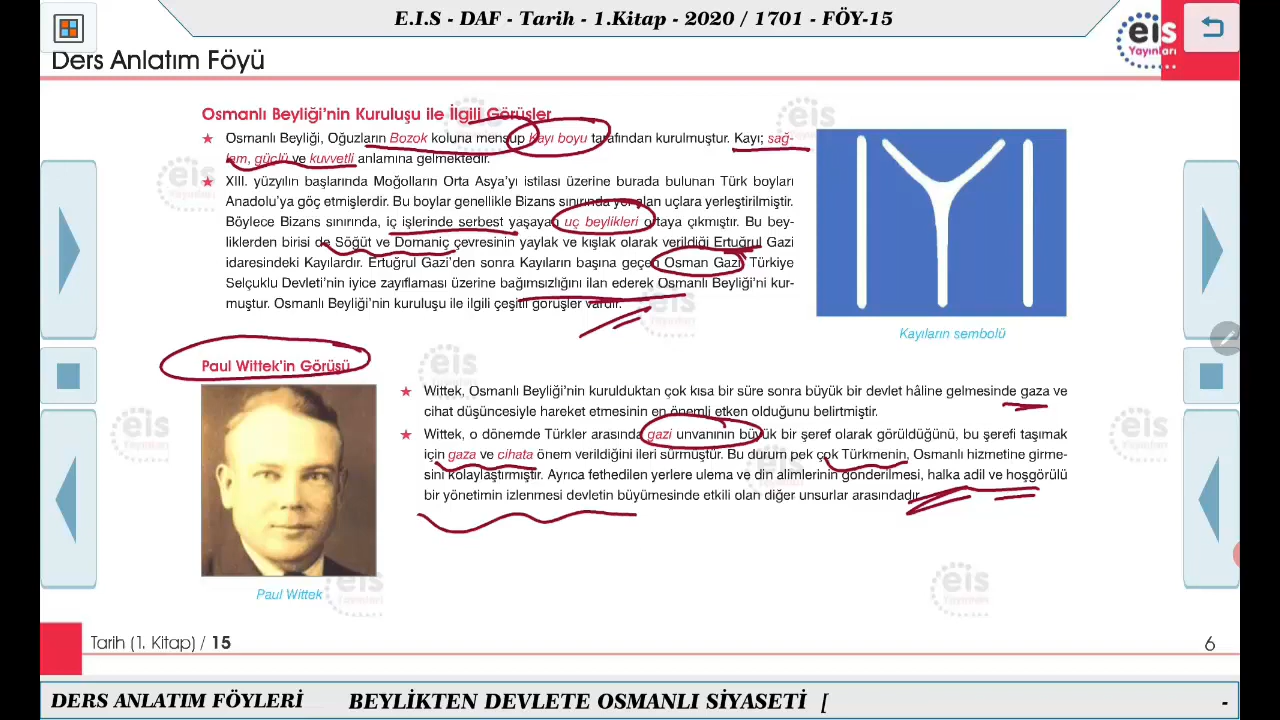 E.I.S - DAF - Tarih - 1.Kitap - 2020 / 1701 - FÖY-15
eis
Yayınları
Ders Anlatım Föyü
Osmanlı Beyliği'nin Kuruluşu ile İlgili Görüşler
★ Osmanlı Beyliği, Oğuzların Bozok koluna mensup Kayı boyu tarafından kurulmuştur. Kayı; sağ-
lam, güçlü ve kuvvetli anlamına gelmektedir.
★ XIII. yüzyılın başlarında Moğolların Orta Asya'yı istilası üzerine burada bulunan Türk boyları
Anadolu'ya göç etmişlerdir. Bu boylar genellikle Bizans sınırında yer alan uçlara yerleştirilmiştir.
Böylece Bizans sınırında, iç işlerinde serbest yaşayan uç beylikleri ortaya çıkmıştır. Bu bey-
liklerden birisi de Söğüt ve Domaniç çevresinin yaylak ve kışlak olarak verildiği Ertuğrul Gazi
idaresindeki Kayılardır. Ertuğrul Gazi'den sonra Kayıların başına geçen Osman Gazi, Türkiye
Selçuklu Devleti'nin iyice zayıflaması üzerine bağımsızlığını ilan ederek Osmanlı Beyliği'ni kur-
muştur. Osmanlı Beyliği'nin kuruluşu ile ilgili çeşitli görüşler vardır.
Kayıların sembolü
Paul Wittek'in Görüşü
★ Wittek, Osmanlı Beyliği'nin kurulduktan çok kısa bir süre sonra büyük bir devlet hâline gelmesinde gaza ve
cihat düşüncesiyle hareket etmesinin en önemli etken olduğunu belirtmiştir.
★ Wittek, o dönemde Türkler arasında gazi unvanının büyük bir şeref olarak görüldüğünü, bu şerefi taşımak
için gaza ve cihata önem verildiğini ileri sürmüştür. Bu durum pek çok Türkmenin, Osmanlı hizmetine girme-
sini kolaylaştırmıştır. Ayrıca fethedilen yerlere ulema ve din alimlerinin gönderilmesi, halka adil ve hoşgörülü
bir yönetimin izlenmesi devletin büyümesinde etkili olan diğer unsurlar arasındadır.
Paul Wittek
Tarih (1. Kitap) / 15
6
DERS ANLATIM FÖYLERİ BEYLİKTEN DEVLETE OSMANLI SİYASETİ [ -